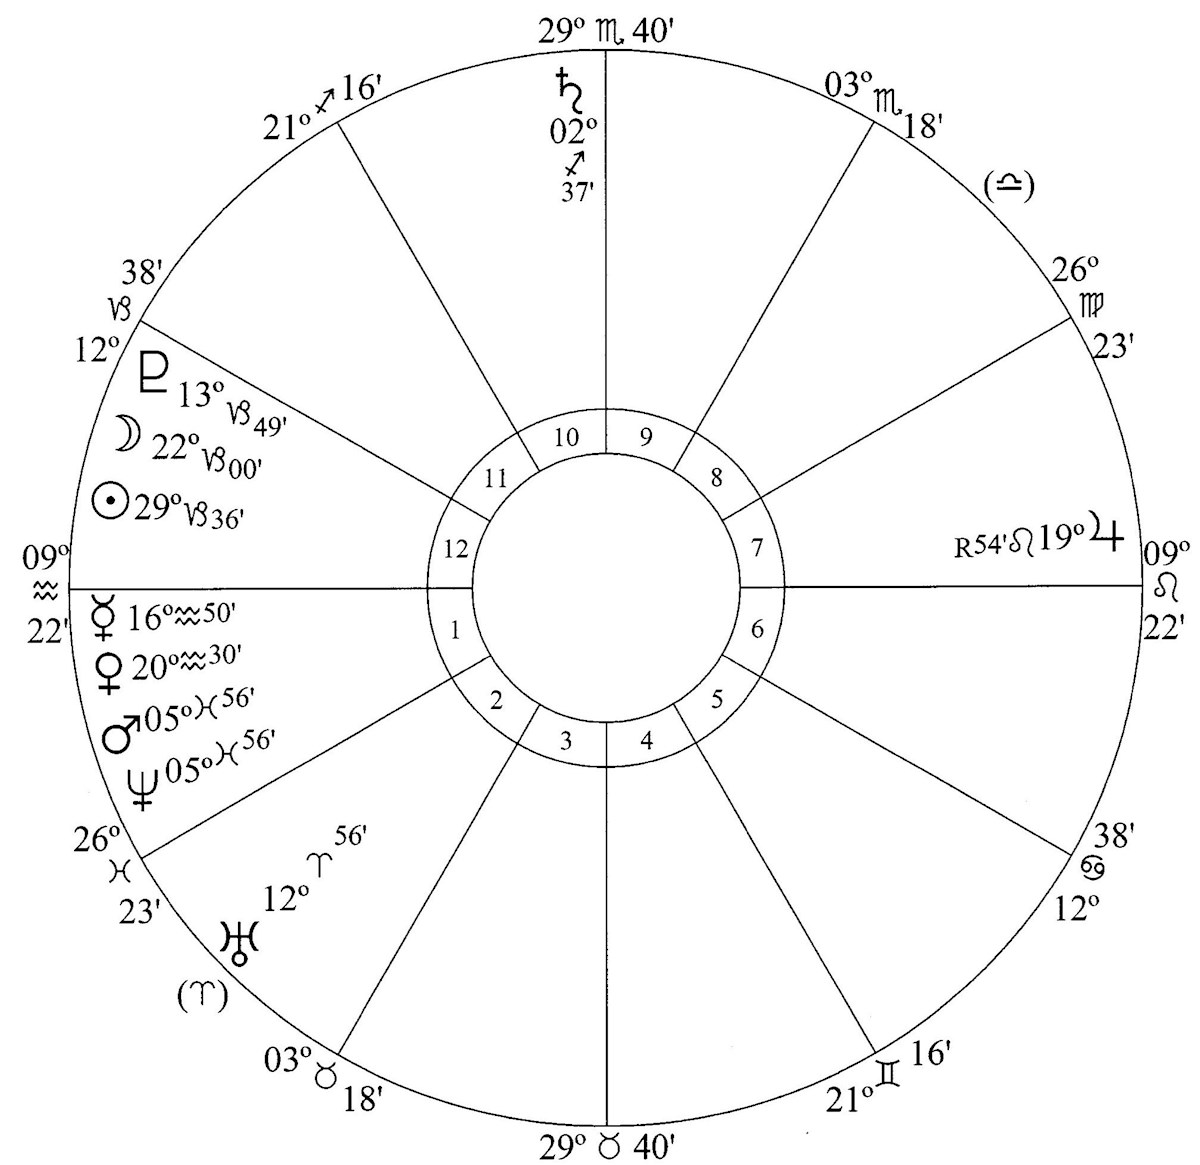 29º ♏ 40'
♄
02º
♐
37'
03º ♏ 18'
(♎)
26º ♍ 23'
21º ♐ 16'
38' ♑ 12º
♇ 13º ♑ 49'
☽ 22º ♑ 00'
☉ 29º ♑ 36'
R54' ♌ 19º ♃
09º ♒ 22'
09º ♌ 22'
10 9
11 8
12 7
1 6
2 5
3 4
☿ 16º ♒ 50'
♀ 20º ♒ 30'
♂ 05º ♓ 56'
♆ 05º ♓ 56'
26º ♓ 23'
12º ♈ 56'
♅
(♈)
38' ♋ 12º
03º ♉ 18'
21º ♊ 16'
29º ♉ 40'